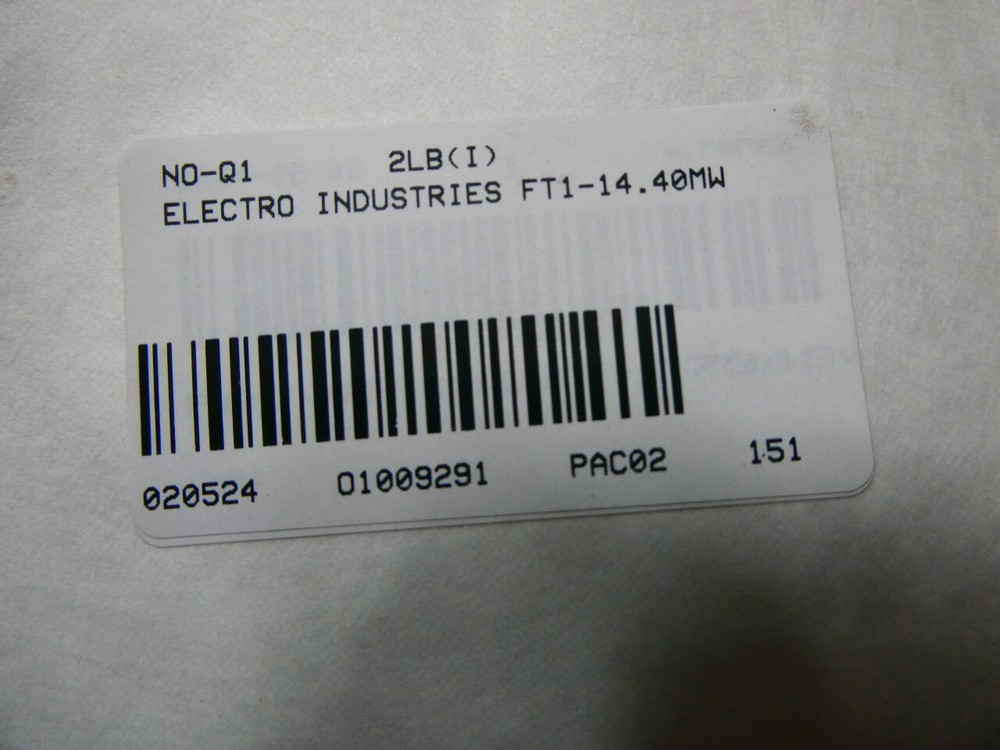 NO-Q1 2LB(I)
ELECTRO INDUSTRIES FT1-14.40MW
020524 01009291 PAC02 151